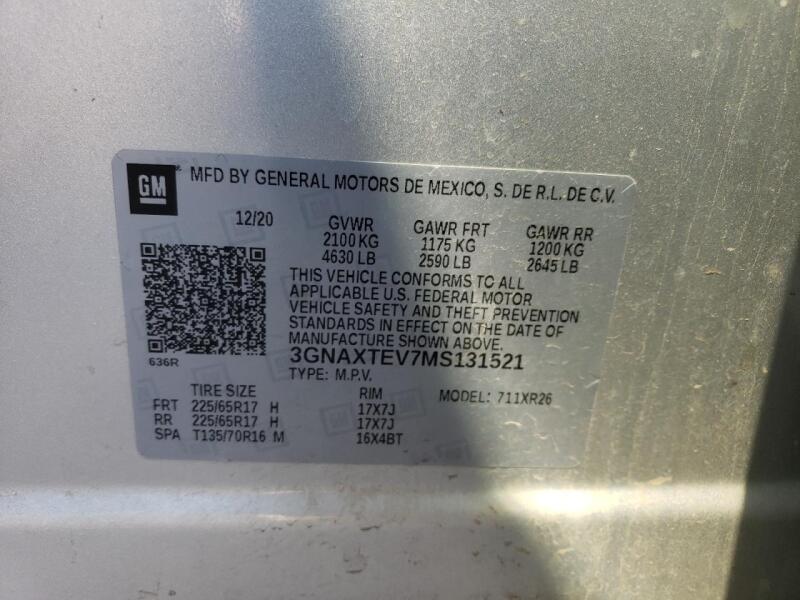 GM MFD BY GENERAL MOTORS DE MEXICO, S. DE R.L. DE C.V.
12/20 GVWR GAWR FRT GAWR RR
2100 KG 1175 KG 1200 KG
4630 LB 2590 LB 2645 LB
THIS VEHICLE CONFORMS TO ALL
APPLICABLE U.S. FEDERAL MOTOR
VEHICLE SAFETY AND THEFT PREVENTION
STANDARDS IN EFFECT ON THE DATE OF
MANUFACTURE SHOWN ABOVE.
636R 3GNAXTEV7MS131521
TYPE: M.P.V.
TIRE SIZE RIM MODEL: 711XR26
FRT 225/65R17 H 17X7J
RR 225/65R17 H 17X7J
SPA T135/70R16 M 16X4BT